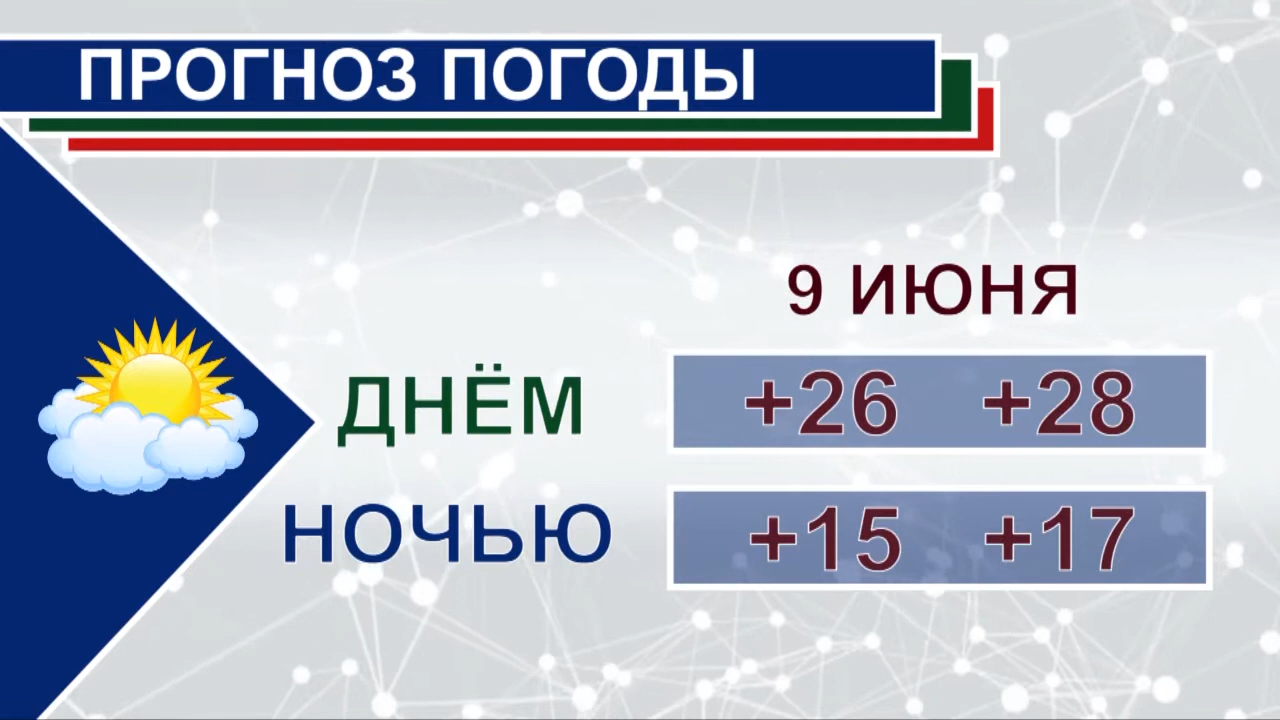 ПРОГНОЗ ПОГОДЫ
9 ИЮНЯ
ДНЁМ +26 +28
НОЧЬЮ +15 +17